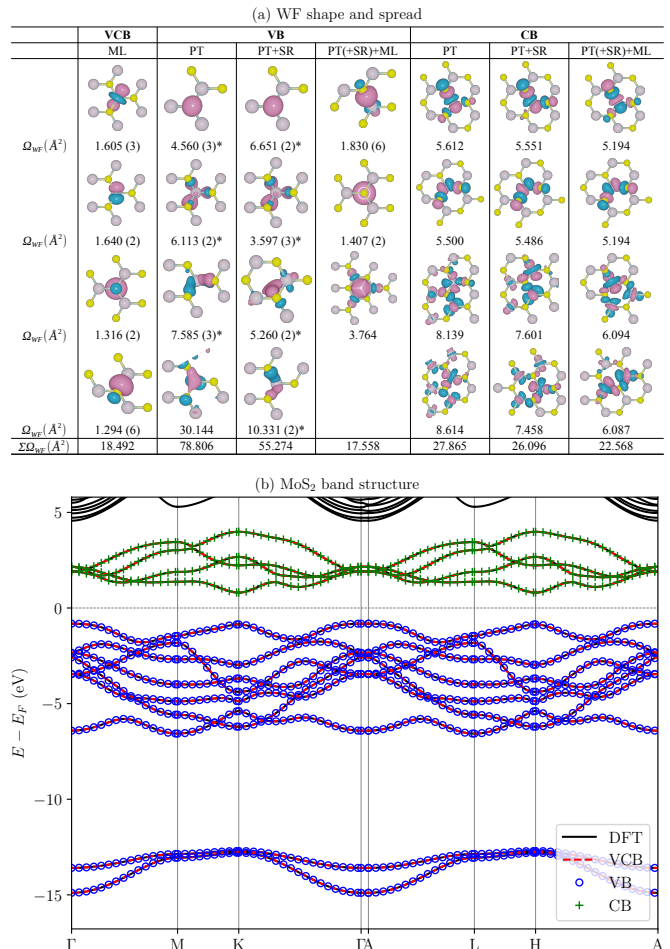 (a) WF shape and spread
VCB VB CB
ML PT PT+SR PT(+SR)+ML PT PT+SR PT(+SR)+ML
Ω_WF(Å²) 1.605 (3) 4.560 (3)* 6.651 (2)* 1.830 (6) 5.612 5.551 5.194
Ω_WF(Å²) 1.640 (2) 6.113 (2)* 3.597 (3)* 1.407 (2) 5.500 5.486 5.194
Ω_WF(Å²) 1.316 (2) 7.585 (3)* 5.260 (2)* 3.764 8.139 7.601 6.094
Ω_WF(Å²) 1.294 (6) 30.144 10.331 (2)* 8.614 7.458 6.087
ΣΩ_WF(Å²) 18.492 78.806 55.274 17.558 27.865 26.096 22.568
(b) MoS₂ band structure
E − E_F (eV)
5
0
−5
−10
−15
DFT
VCB
VB
CB
Γ M K Γ A L H A